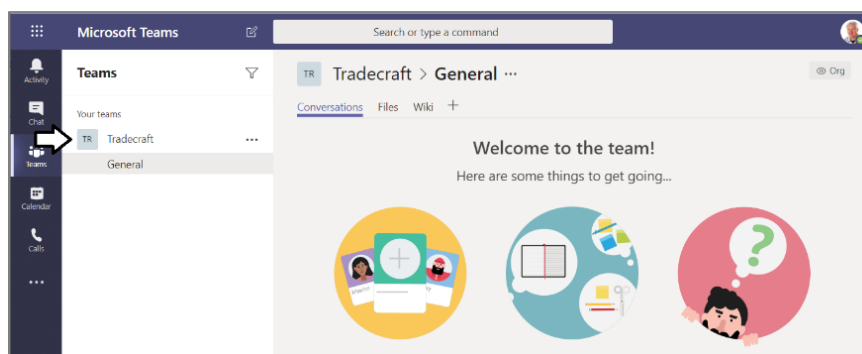 Microsoft Teams
Search or type a command
Activity
Chat
Teams
Calendar
Calls
Teams
Your teams
TR Tradecraft
General
TR Tradecraft > General
Org
Conversations Files Wiki
Welcome to the team!
Here are some things to get going...